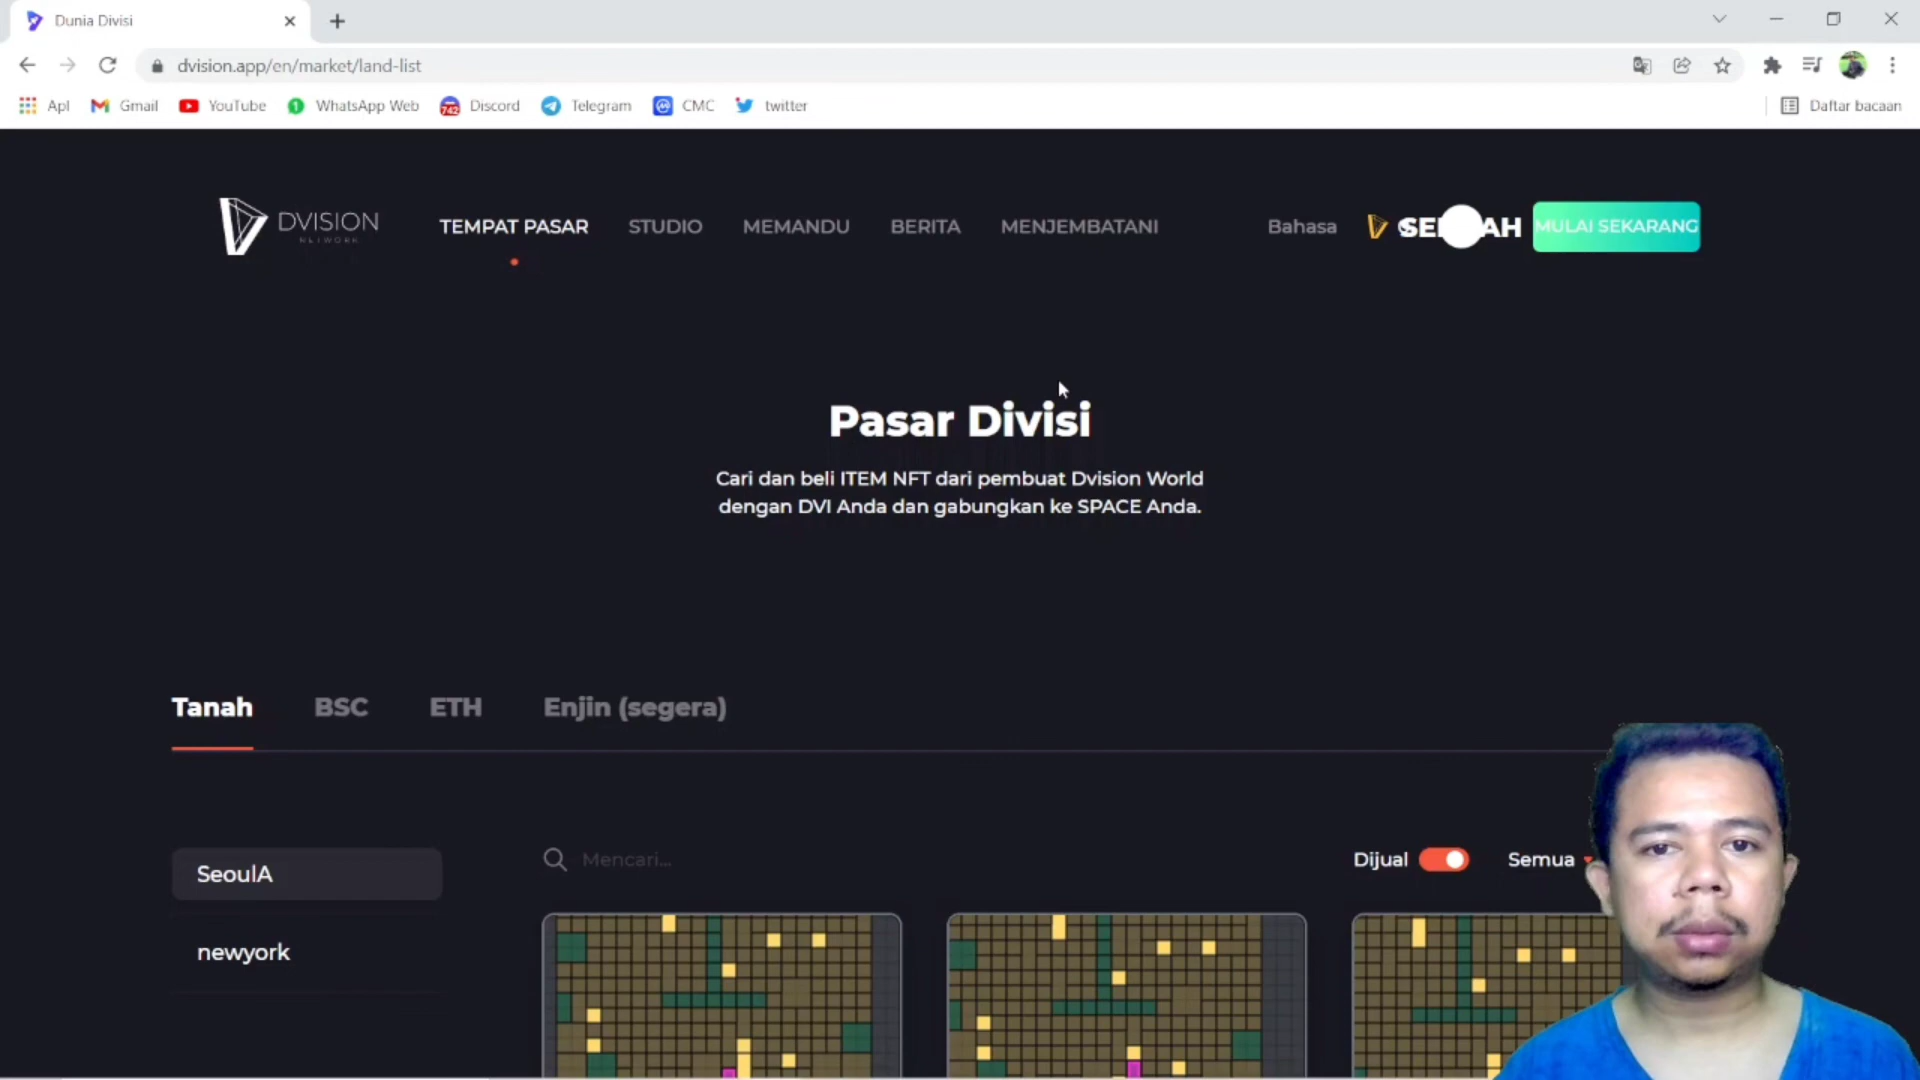 Dunia Divisi
dvision.app/en/market/land-list
Apl Gmail YouTube WhatsApp Web Discord Telegram CMC twitter Daftar bacaan
DVISION
NETWORK
TEMPAT PASAR STUDIO MEMANDU BERITA MENJEMBATANI Bahasa MULAI SEKARANG
Pasar Divisi
Cari dan beli ITEM NFT dari pembuat Dvision World
dengan DVI Anda dan gabungkan ke SPACE Anda.
Tanah BSC ETH Enjin (segera)
SeoulA
newyork
Mencari...
Dijual
Semua